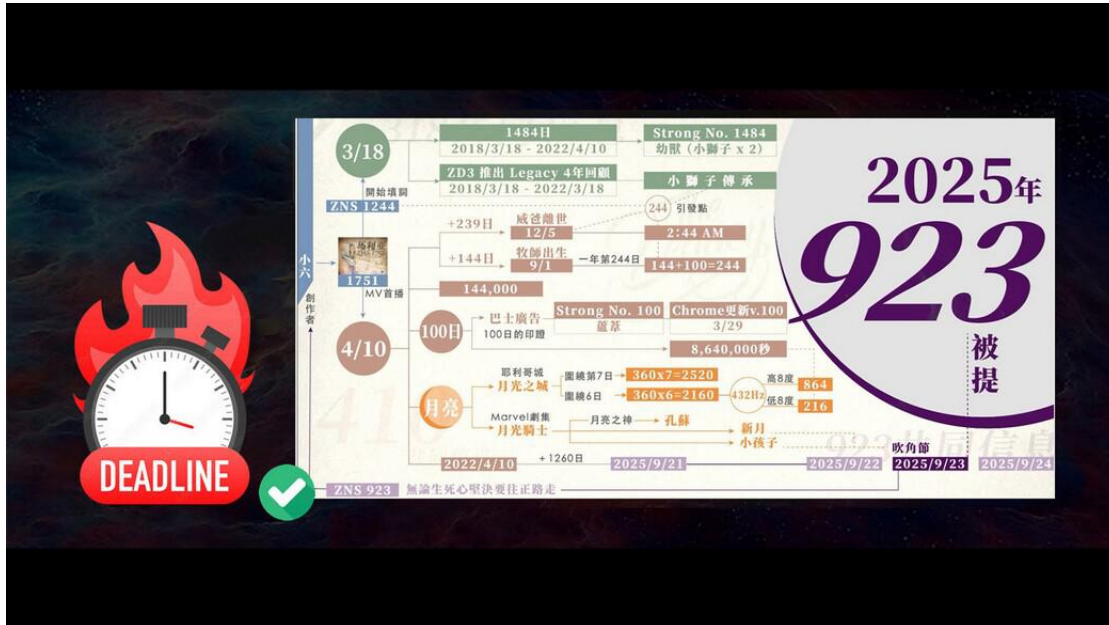 DEADLINE
3/18
開始填詞
ZNS 1244
1484日
2018/3/18 - 2022/4/10
Strong No. 1484
幼獸（小獅子 x 2）
ZD3 推出 Legacy 4年回顧
2018/3/18 - 2022/3/18
小獅子傳承
小六
創作者
1751
MV首播
+239日
威爸離世
12/5
244
引發點
2:44 AM
+144日
牧師出生
9/1
一年第244日
144+100=244
144,000
4/10
100日
巴士廣告
100日的印證
Strong No. 100
蘆葦
Chrome更新v.100
3/29
8,640,000秒
月亮
耶利哥城
月光之城
圍繞第7日
360x7=2520
圍繞6日
360x6=2160
432Hz
高8度
864
低8度
216
Marvel劇集
月光騎士
月亮之神
孔蘇
新月
小孩子
2022/4/10
+1260日
2025/9/21
2025/9/22
吹角節
2025/9/23
2025/9/24
ZNS 923
無論生死心堅決要往正路走
2025年
923
被提
923共同信息